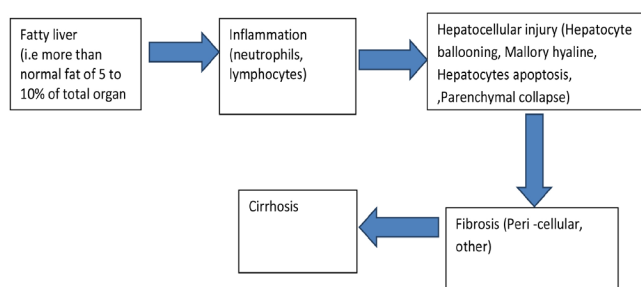 Fatty liver
(i.e more than
normal fat of 5 to
10% of total organ
Inflammation
(neutrophils,
lymphocytes)
Hepatocellular injury (Hepatocyte
ballooning, Mallory hyaline,
Hepatocytes apoptosis,
,Parenchymal collapse)
Cirrhosis
Fibrosis (Peri -cellular,
other)